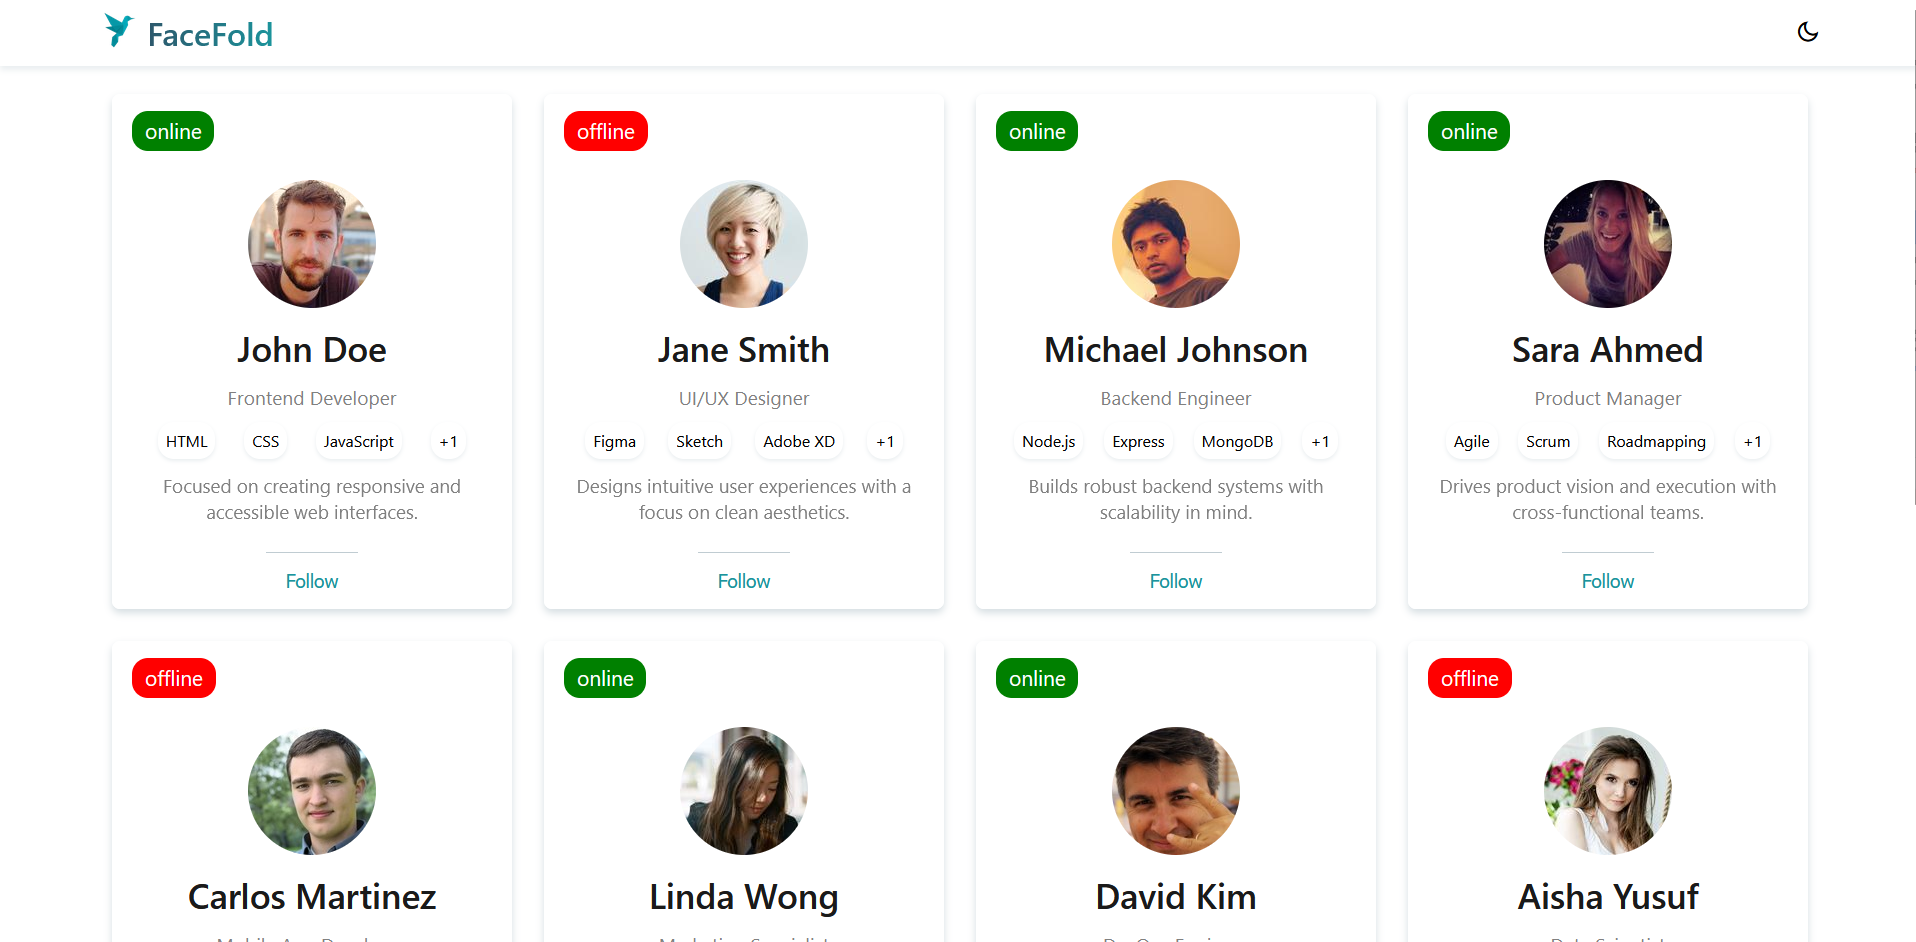 FaceFold
online
offline
online
online
John Doe
Jane Smith
Michael Johnson
Sara Ahmed
Frontend Developer
UI/UX Designer
Backend Engineer
Product Manager
HTML CSS JavaScript +1
Figma Sketch Adobe XD +1
Node.js Express MongoDB +1
Agile Scrum Roadmapping +1
Focused on creating responsive and
accessible web interfaces.
Designs intuitive user experiences with a
focus on clean aesthetics.
Builds robust backend systems with
scalability in mind.
Drives product vision and execution with
cross-functional teams.
Follow
Follow
Follow
Follow
offline
online
online
offline
Carlos Martinez
Linda Wong
David Kim
Aisha Yusuf